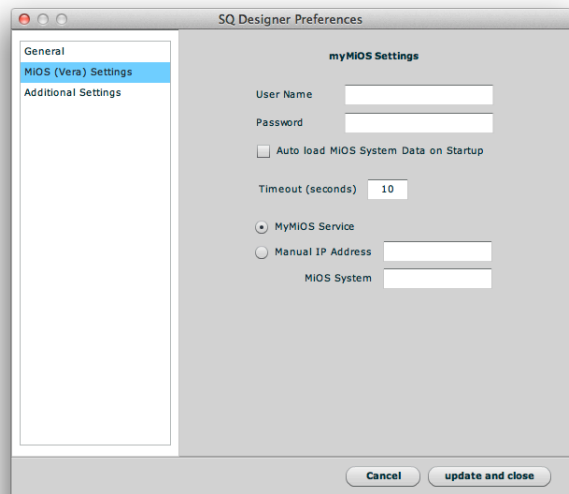 SQ Designer Preferences
General
MiOS (Vera) Settings
Additional Settings
myMiOS Settings
User Name
Password
Auto load MiOS System Data on Startup
Timeout (seconds) 10
MyMiOS Service
Manual IP Address
MiOS System
Cancel update and close